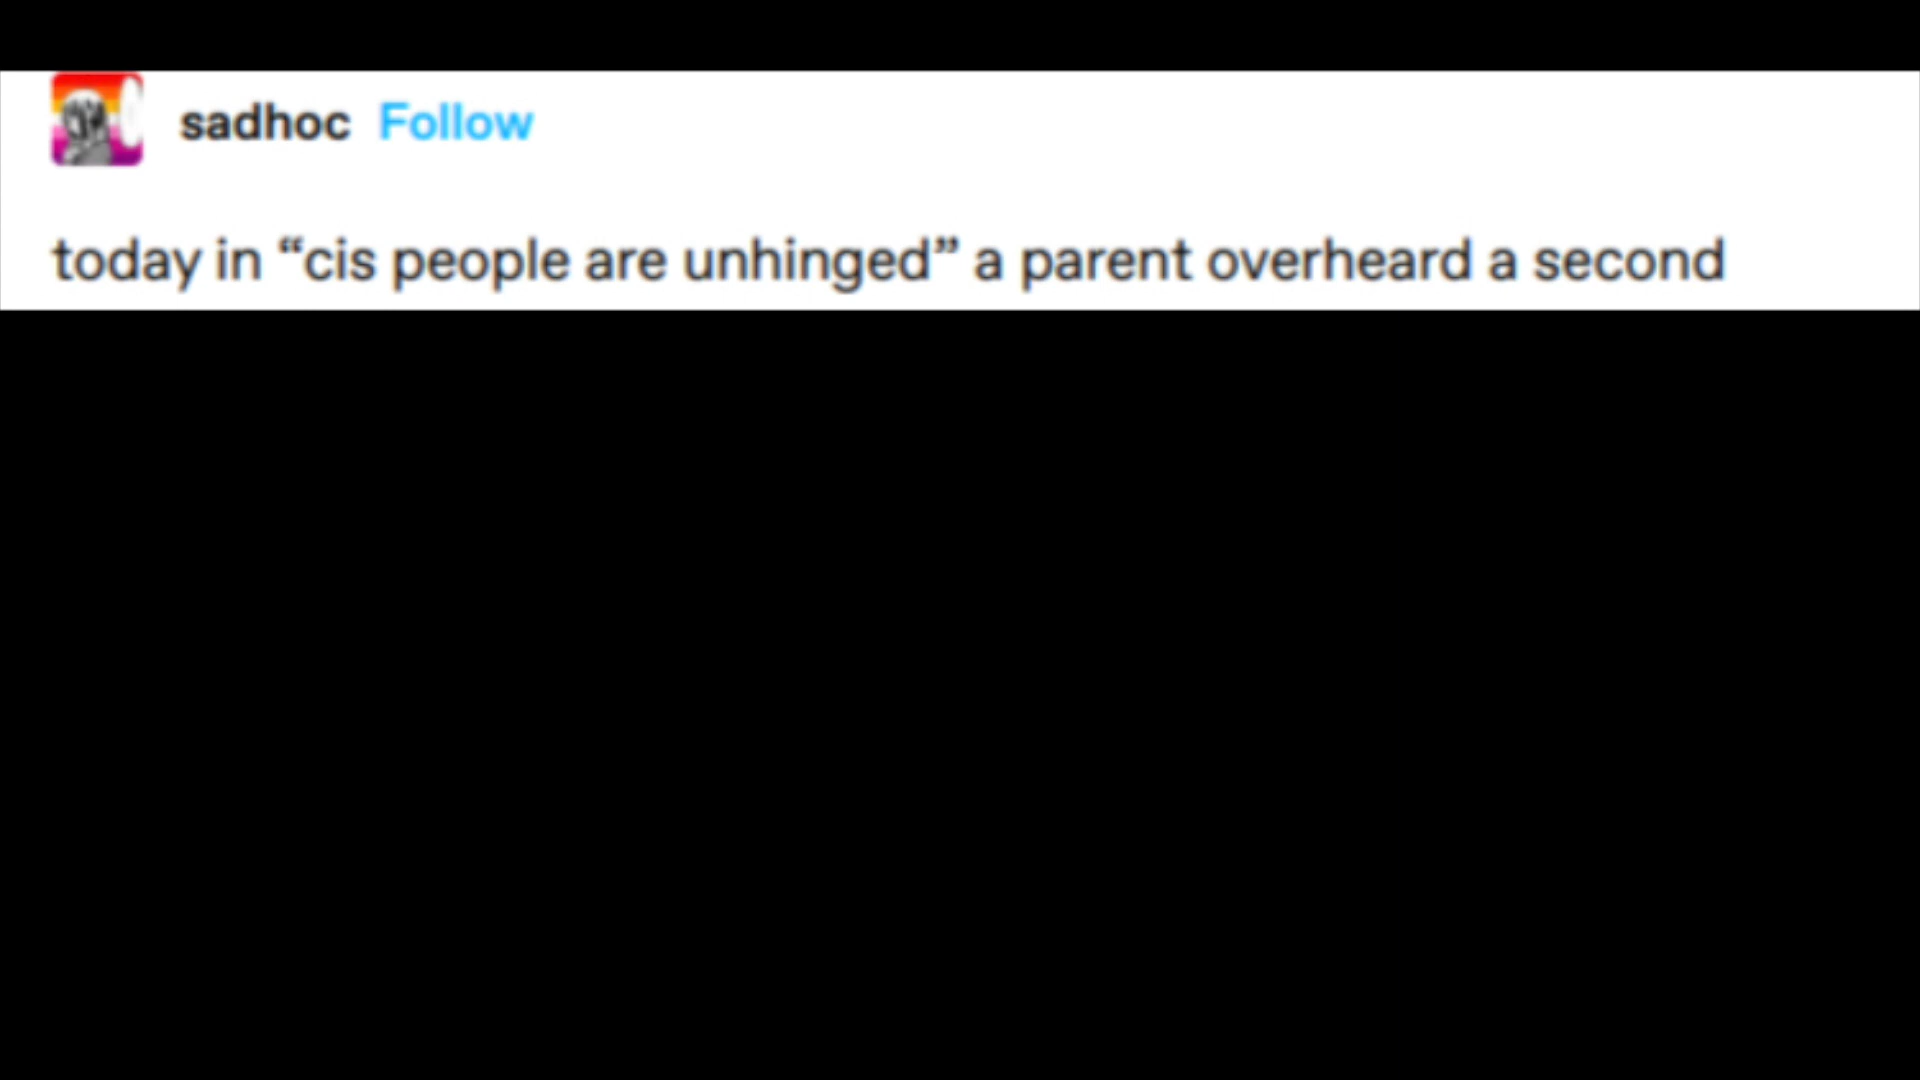 sadhoc Follow
today in “cis people are unhinged” a parent overheard a second